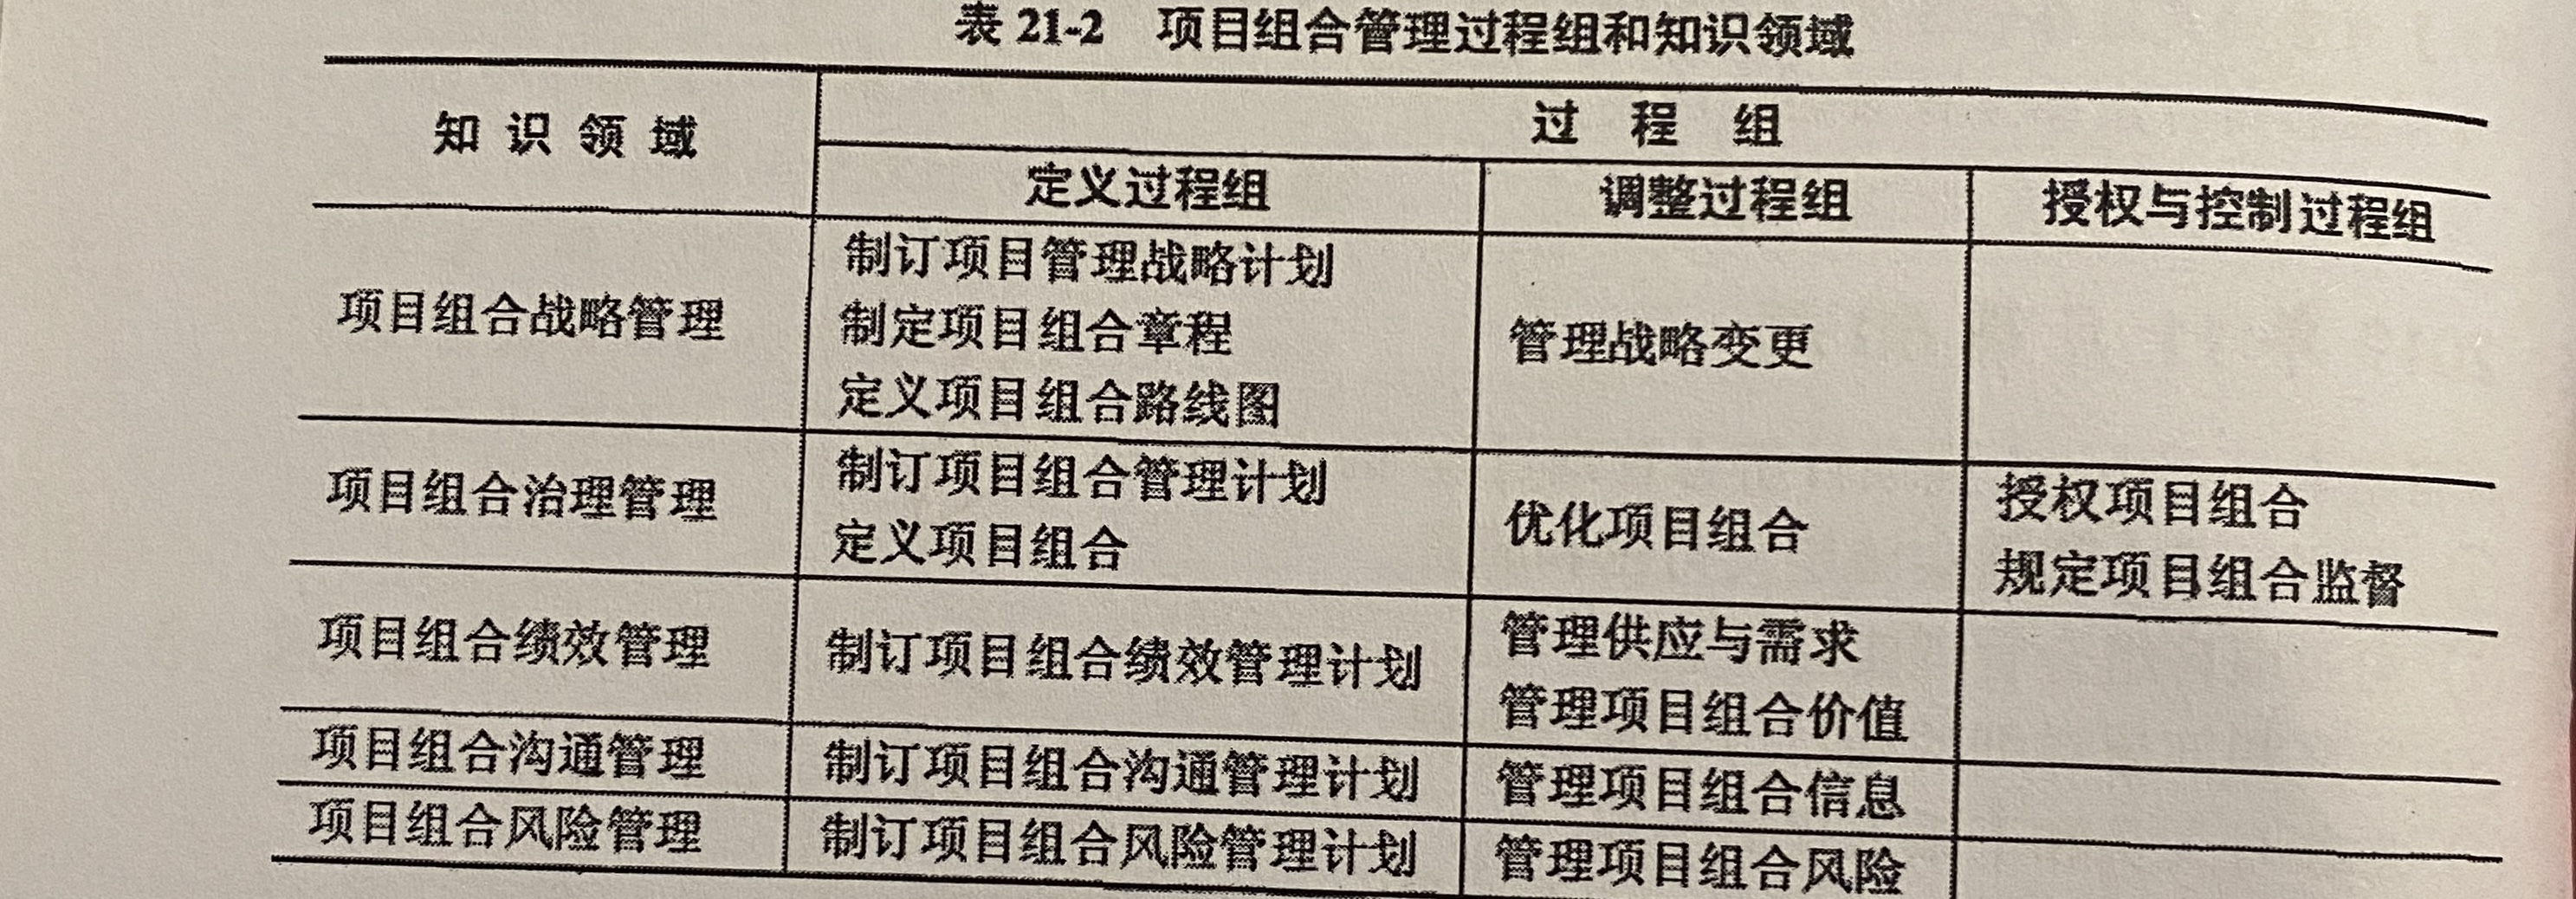 表 21-2 项目组合管理过程组和知识领域
知识领域
过程组
定义过程组
调整过程组
授权与控制过程组
项目组合战略管理
制订项目管理战略计划
制定项目组合章程
定义项目组合路线图
管理战略变更
项目组合治理管理
制订项目组合管理计划
定义项目组合
优化项目组合
授权项目组合
规定项目组合监督
项目组合绩效管理
制订项目组合绩效管理计划
管理供应与需求
管理项目组合价值
项目组合沟通管理
制订项目组合沟通管理计划
管理项目组合信息
项目组合风险管理
制订项目组合风险管理计划
管理项目组合风险